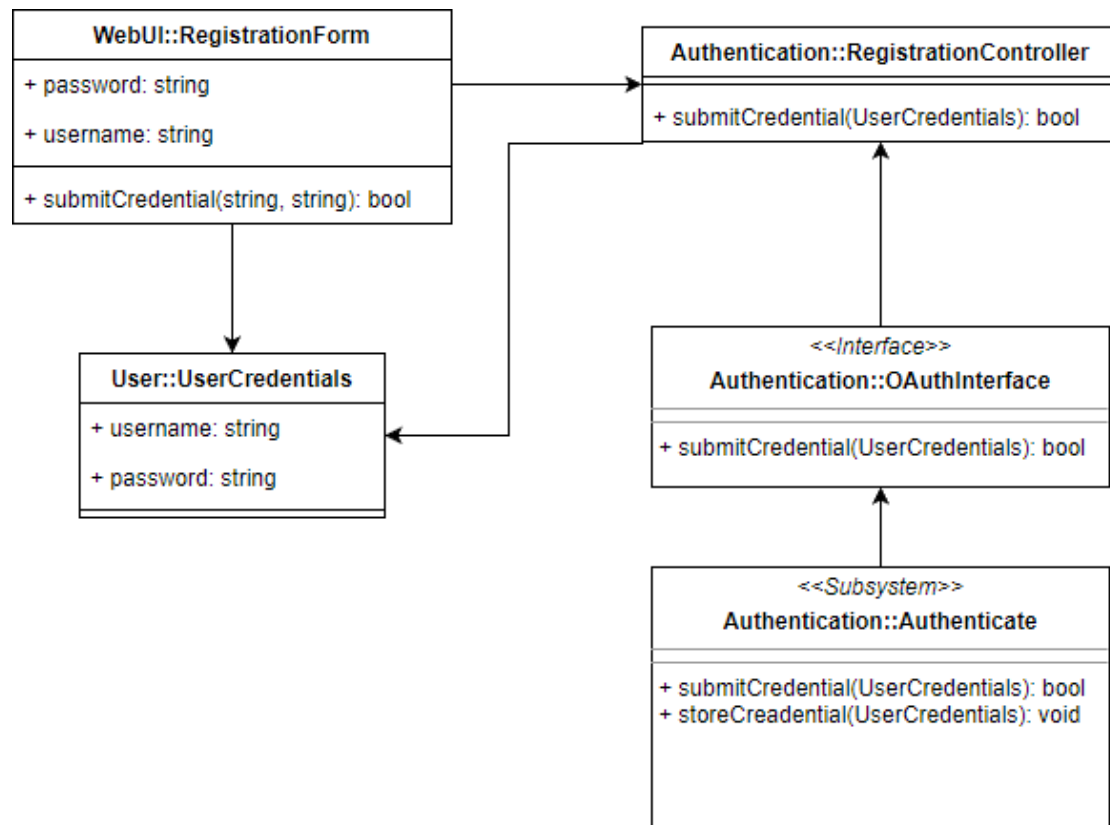 WebUI::RegistrationForm
+ password: string
+ username: string
+ submitCredential(string, string): bool
Authentication::RegistrationController
+ submitCredential(UserCredentials): bool
User::UserCredentials
+ username: string
+ password: string
<<Interface>>
Authentication::OAuthInterface
+ submitCredential(UserCredentials): bool
<<Subsystem>>
Authentication::Authenticate
+ submitCredential(UserCredentials): bool
+ storeCreadential(UserCredentials): void